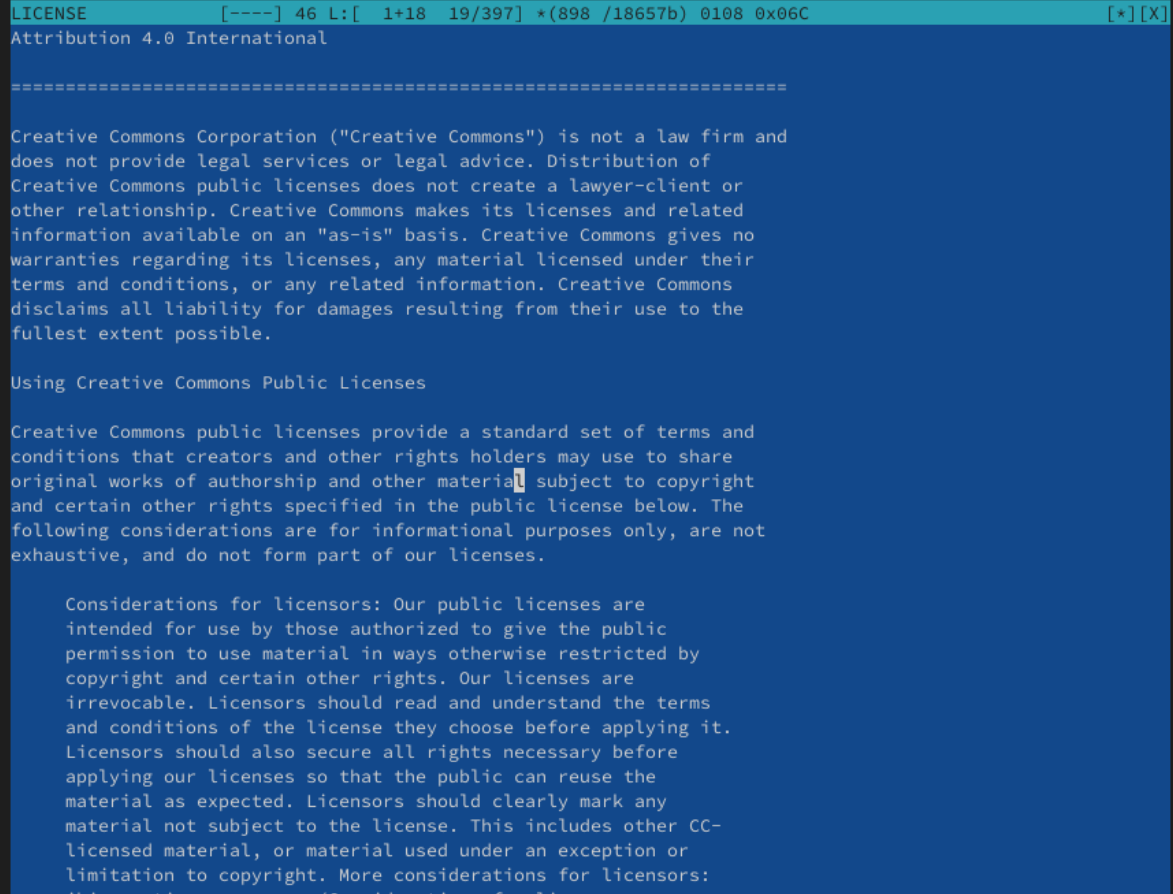 LICENSE            [----] 46 L:[  1+18  19/397] *(898 /18657b) 0108 0x06C                           [*][X]
Attribution 4.0 International

=======================================================================

Creative Commons Corporation ("Creative Commons") is not a law firm and
does not provide legal services or legal advice. Distribution of
Creative Commons public licenses does not create a lawyer-client or
other relationship. Creative Commons makes its licenses and related
information available on an "as-is" basis. Creative Commons gives no
warranties regarding its licenses, any material licensed under their
terms and conditions, or any related information. Creative Commons
disclaims all liability for damages resulting from their use to the
fullest extent possible.

Using Creative Commons Public Licenses

Creative Commons public licenses provide a standard set of terms and
conditions that creators and other rights holders may use to share
original works of authorship and other material subject to copyright
and certain other rights specified in the public license below. The
following considerations are for informational purposes only, are not
exhaustive, and do not form part of our licenses.

     Considerations for licensors: Our public licenses are
     intended for use by those authorized to give the public
     permission to use material in ways otherwise restricted by
     copyright and certain other rights. Our licenses are
     irrevocable. Licensors should read and understand the terms
     and conditions of the license they choose before applying it.
     Licensors should also secure all rights necessary before
     applying our licenses so that the public can reuse the
     material as expected. Licensors should clearly mark any
     material not subject to the license. This includes other CC-
     licensed material, or material used under an exception or
     limitation to copyright. More considerations for licensors: